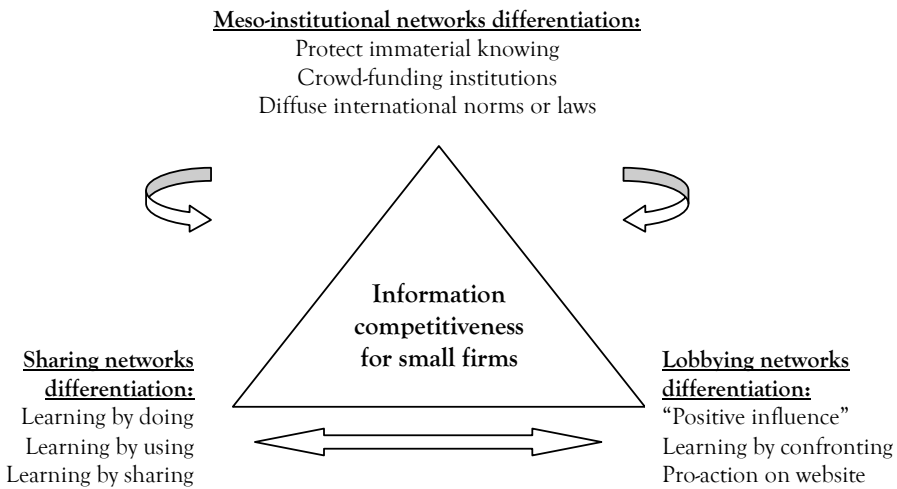 Meso-institutional networks differentiation:
Protect immaterial knowing
Crowd-funding institutions
Diffuse international norms or laws
Information
competitiveness
for small firms
Sharing networks
differentiation:
Learning by doing
Learning by using
Learning by sharing
Lobbying networks
differentiation:
“Positive influence”
Learning by confronting
Pro-action on website